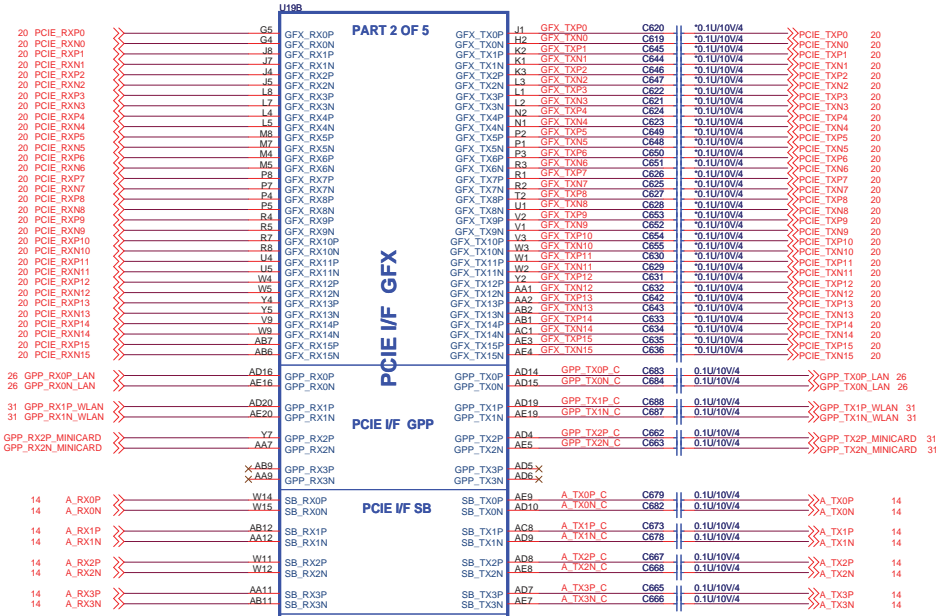 U19B
PART 2 OF 5
20 PCIE_RXP0 G5 GFX_RX0P GFX_TX0P J1 GFX_TXP0 C620 *0.1U/10V/4 PCIE_TXP0 20
20 PCIE_RXN0 G4 GFX_RX0N GFX_TX0N H2 GFX_TXN0 C619 *0.1U/10V/4 PCIE_TXN0 20
20 PCIE_RXP1 J8 GFX_RX1P GFX_TX1P K2 GFX_TXP1 C645 *0.1U/10V/4 PCIE_TXP1 20
20 PCIE_RXN1 J7 GFX_RX1N GFX_TX1N K1 GFX_TXN1 C644 *0.1U/10V/4 PCIE_TXN1 20
20 PCIE_RXP2 J4 GFX_RX2P GFX_TX2P K3 GFX_TXP2 C646 *0.1U/10V/4 PCIE_TXP2 20
20 PCIE_RXN2 J5 GFX_RX2N GFX_TX2N L3 GFX_TXN2 C647 *0.1U/10V/4 PCIE_TXN2 20
20 PCIE_RXP3 L8 GFX_RX3P GFX_TX3P L1 GFX_TXP3 C622 *0.1U/10V/4 PCIE_TXP3 20
20 PCIE_RXN3 L7 GFX_RX3N GFX_TX3N L2 GFX_TXN3 C621 *0.1U/10V/4 PCIE_TXN3 20
20 PCIE_RXP4 L4 GFX_RX4P GFX_TX4P N2 GFX_TXP4 C624 *0.1U/10V/4 PCIE_TXP4 20
20 PCIE_RXN4 L5 GFX_RX4N GFX_TX4N N1 GFX_TXN4 C623 *0.1U/10V/4 PCIE_TXN4 20
20 PCIE_RXP5 M8 GFX_RX5P GFX_TX5P P2 GFX_TXP5 C649 *0.1U/10V/4 PCIE_TXP5 20
20 PCIE_RXN5 M7 GFX_RX5N GFX_TX5N P1 GFX_TXN5 C648 *0.1U/10V/4 PCIE_TXN5 20
20 PCIE_RXP6 M4 GFX_RX6P GFX_TX6P P3 GFX_TXP6 C650 *0.1U/10V/4 PCIE_TXP6 20
20 PCIE_RXN6 M5 GFX_RX6N GFX_TX6N R3 GFX_TXN6 C651 *0.1U/10V/4 PCIE_TXN6 20
20 PCIE_RXP7 P8 GFX_RX7P GFX_TX7P R1 GFX_TXP7 C626 *0.1U/10V/4 PCIE_TXP7 20
20 PCIE_RXN7 P7 GFX_RX7N GFX_TX7N R2 GFX_TXN7 C625 *0.1U/10V/4 PCIE_TXN7 20
20 PCIE_RXP8 P4 GFX_RX8P GFX_TX8P T2 GFX_TXP8 C627 *0.1U/10V/4 PCIE_TXP8 20
20 PCIE_RXN8 P5 GFX_RX8N GFX_TX8N U1 GFX_TXN8 C628 *0.1U/10V/4 PCIE_TXN8 20
20 PCIE_RXP9 R4 GFX_RX9P GFX_TX9P V2 GFX_TXP9 C653 *0.1U/10V/4 PCIE_TXP9 20
20 PCIE_RXN9 R5 GFX_RX9N GFX_TX9N V1 GFX_TXN9 C652 *0.1U/10V/4 PCIE_TXN9 20
20 PCIE_RXP10 R7 GFX_RX10P GFX_TX10P V3 GFX_TXP10 C654 *0.1U/10V/4 PCIE_TXP10 20
20 PCIE_RXN10 R8 GFX_RX10N GFX_TX10N W3 GFX_TXN10 C655 *0.1U/10V/4 PCIE_TXN10 20
20 PCIE_RXP11 U4 GFX_RX11P GFX_TX11P W1 GFX_TXP11 C630 *0.1U/10V/4 PCIE_TXP11 20
20 PCIE_RXN11 U5 GFX_RX11N GFX_TX11N W2 GFX_TXN11 C629 *0.1U/10V/4 PCIE_TXN11 20
20 PCIE_RXP12 W4 GFX_RX12P GFX_TX12P Y2 GFX_TXP12 C631 *0.1U/10V/4 PCIE_TXP12 20
20 PCIE_RXN12 W5 GFX_RX12N GFX_TX12N AA1 GFX_TXN12 C632 *0.1U/10V/4 PCIE_TXN12 20
20 PCIE_RXP13 Y4 GFX_RX13P GFX_TX13P AA2 GFX_TXP13 C642 *0.1U/10V/4 PCIE_TXP13 20
20 PCIE_RXN13 Y5 GFX_RX13N GFX_TX13N AB2 GFX_TXN13 C643 *0.1U/10V/4 PCIE_TXN13 20
20 PCIE_RXP14 V9 GFX_RX14P GFX_TX14P AB1 GFX_TXP14 C633 *0.1U/10V/4 PCIE_TXP14 20
20 PCIE_RXN14 W9 GFX_RX14N GFX_TX14N AC1 GFX_TXN14 C634 *0.1U/10V/4 PCIE_TXN14 20
20 PCIE_RXP15 AB7 GFX_RX15P GFX_TX15P AE3 GFX_TXP15 C635 *0.1U/10V/4 PCIE_TXP15 20
20 PCIE_RXN15 AB6 GFX_RX15N GFX_TX15N AE4 GFX_TXN15 C636 *0.1U/10V/4 PCIE_TXN15 20
PCIE I/F GFX
26 GPP_RX0P_LAN AD16 GPP_RX0P GPP_TX0P AD14 GPP_TX0P_C C683 0.1U/10V/4 GPP_TX0P_LAN 26
26 GPP_RX0N_LAN AE16 GPP_RX0N GPP_TX0N AD15 GPP_TX0N_C C684 0.1U/10V/4 GPP_TX0N_LAN 26
31 GPP_RX1P_WLAN AD20 GPP_RX1P GPP_TX1P AD19 GPP_TX1P_C C688 0.1U/10V/4 GPP_TX1P_WLAN 31
31 GPP_RX1N_WLAN AE20 GPP_RX1N GPP_TX1N AE19 GPP_TX1N_C C687 0.1U/10V/4 GPP_TX1N_WLAN 31
PCIE I/F GPP
GPP_RX2P_MINICARD Y7 GPP_RX2P GPP_TX2P AD4 GPP_TX2P_C C662 0.1U/10V/4 GPP_TX2P_MINICARD 31
GPP_RX2N_MINICARD AA7 GPP_RX2N GPP_TX2N AE5 GPP_TX2N_C C663 0.1U/10V/4 GPP_TX2N_MINICARD 31
AB9 GPP_RX3P GPP_TX3P AD5
AA9 GPP_RX3N GPP_TX3N AD6
PCIE I/F SB
14 A_RX0P W14 SB_RX0P SB_TX0P AE9 A_TX0P_C C679 0.1U/10V/4 A_TX0P 14
14 A_RX0N W15 SB_RX0N SB_TX0N AD10 A_TX0N_C C682 0.1U/10V/4 A_TX0N 14
14 A_RX1P AB12 SB_RX1P SB_TX1P AC8 A_TX1P_C C673 0.1U/10V/4 A_TX1P 14
14 A_RX1N AA12 SB_RX1N SB_TX1N AD9 A_TX1N_C C678 0.1U/10V/4 A_TX1N 14
14 A_RX2P W11 SB_RX2P SB_TX2P AD8 A_TX2P_C C667 0.1U/10V/4 A_TX2P 14
14 A_RX2N W12 SB_RX2N SB_TX2N AE8 A_TX2N_C C668 0.1U/10V/4 A_TX2N 14
14 A_RX3P AA11 SB_RX3P SB_TX3P AD7 A_TX3P_C C665 0.1U/10V/4 A_TX3P 14
14 A_RX3N AB11 SB_RX3N SB_TX3N AE7 A_TX3N_C C666 0.1U/10V/4 A_TX3N 14